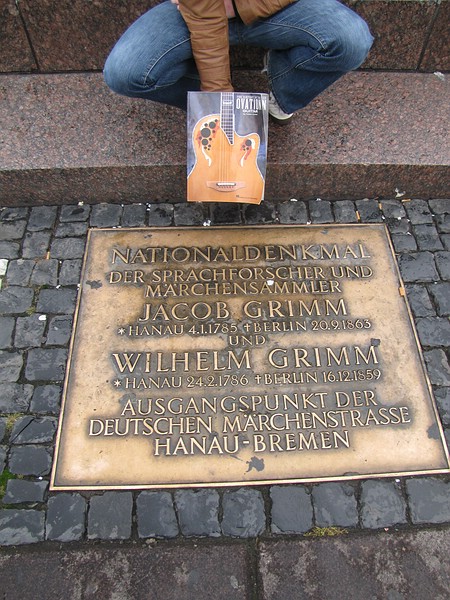 OVATION
NATIONALDENKMAL
DER SPRACHFORSCHER UND
MÄRCHENSAMMLER
JACOB GRIMM
*HANAU 4.1.1785 †BERLIN 20.9.1863
UND
WILHELM GRIMM
*HANAU 24.2.1786 †BERLIN 16.12.1859
AUSGANGSPUNKT DER
DEUTSCHEN MÄRCHENSTRASSE
HANAU-BREMEN